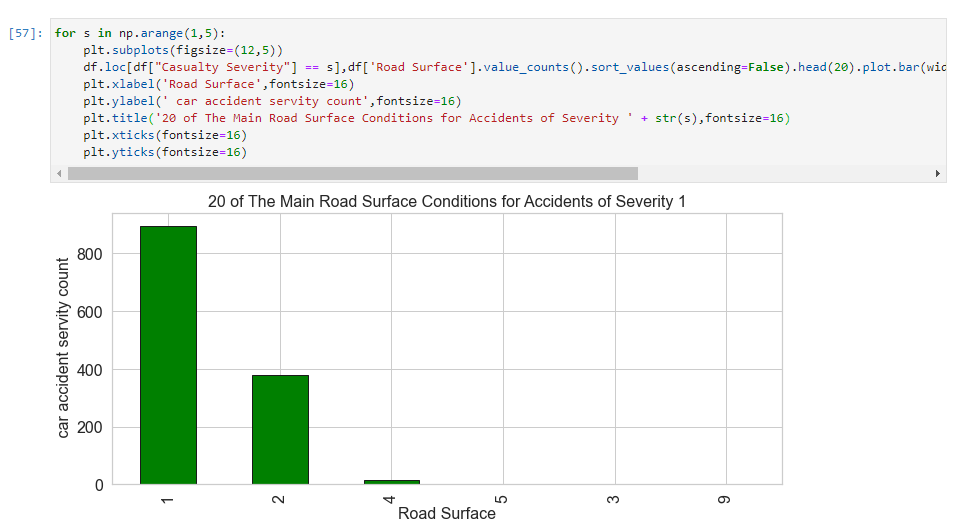 [57]: for s in np.arange(1,5):
plt.subplots(figsize=(12,5))
df.loc[df["Casualty Severity"] == s],df['Road Surface'].value_counts().sort_values(ascending=False).head(20).plot.bar(wid
plt.xlabel('Road Surface',fontsize=16)
plt.ylabel(' car accident servity count',fontsize=16)
plt.title('20 of The Main Road Surface Conditions for Accidents of Severity ' + str(s),fontsize=16)
plt.xticks(fontsize=16)
plt.yticks(fontsize=16)
20 of The Main Road Surface Conditions for Accidents of Severity 1
car accident servity count
800
600
400
200
0
1 2 4 5 3 9
Road Surface